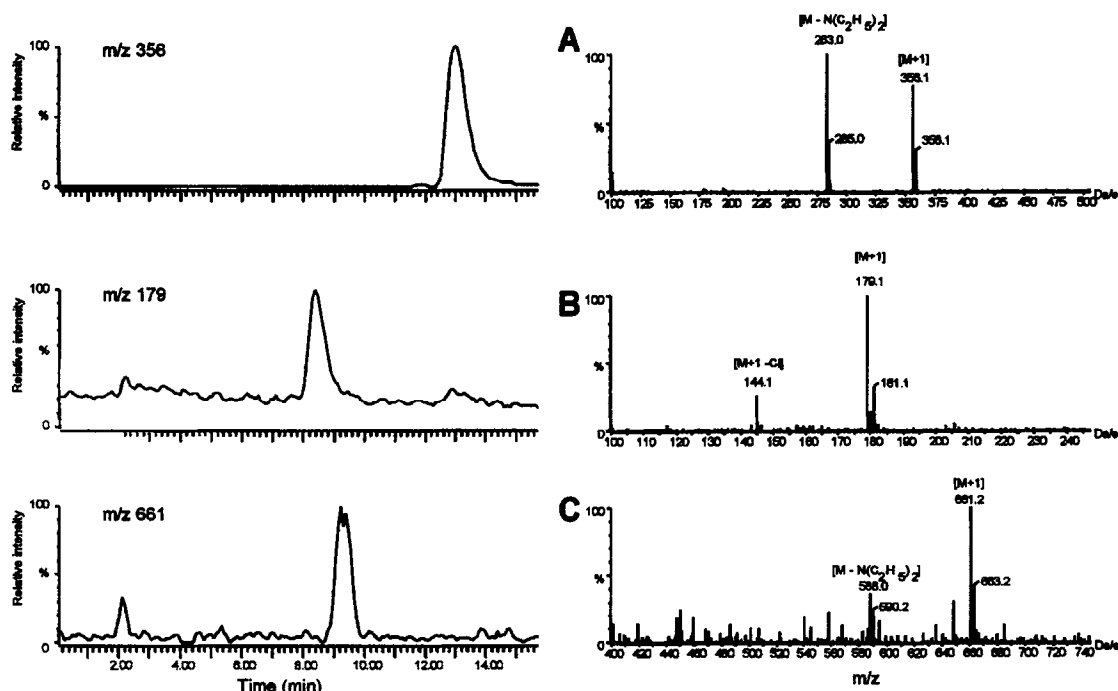 Relative intensity
100
%
0
m/z 356
A
[M - N(C₂H₅)₂]
283.0
[M+1]
356.1
285.0
358.1
100
%
0
100 125 150 175 200 225 250 275 300 325 350 375 400 425 450 475 500 Da/e
Relative intensity
100
%
0
m/z 179
B
[M+1]
179.1
[M+1 -Cl]
144.1
181.1
100
%
0
100 110 120 130 140 150 160 170 180 190 200 210 220 230 240 Da/e
Relative intensity
100
%
0
m/z 661
C
[M+1]
661.2
[M - N(C₂H₅)₂]
588.0
590.2
663.2
100
%
0
2.00 4.00 6.00 8.00 10.00 12.00 14.00
Time (min)
400 420 440 460 480 500 520 540 560 580 600 620 640 660 680 700 720 740 Da/e
m/z